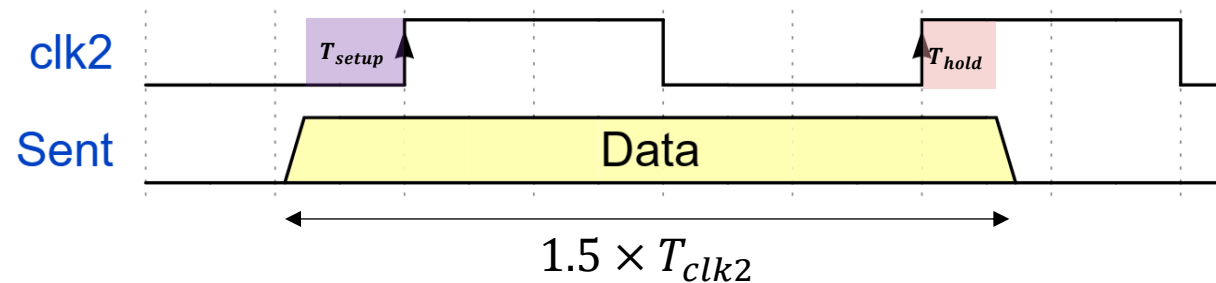 clk2
T_setup
T_hold
Sent
Data
1.5 × T_clk2